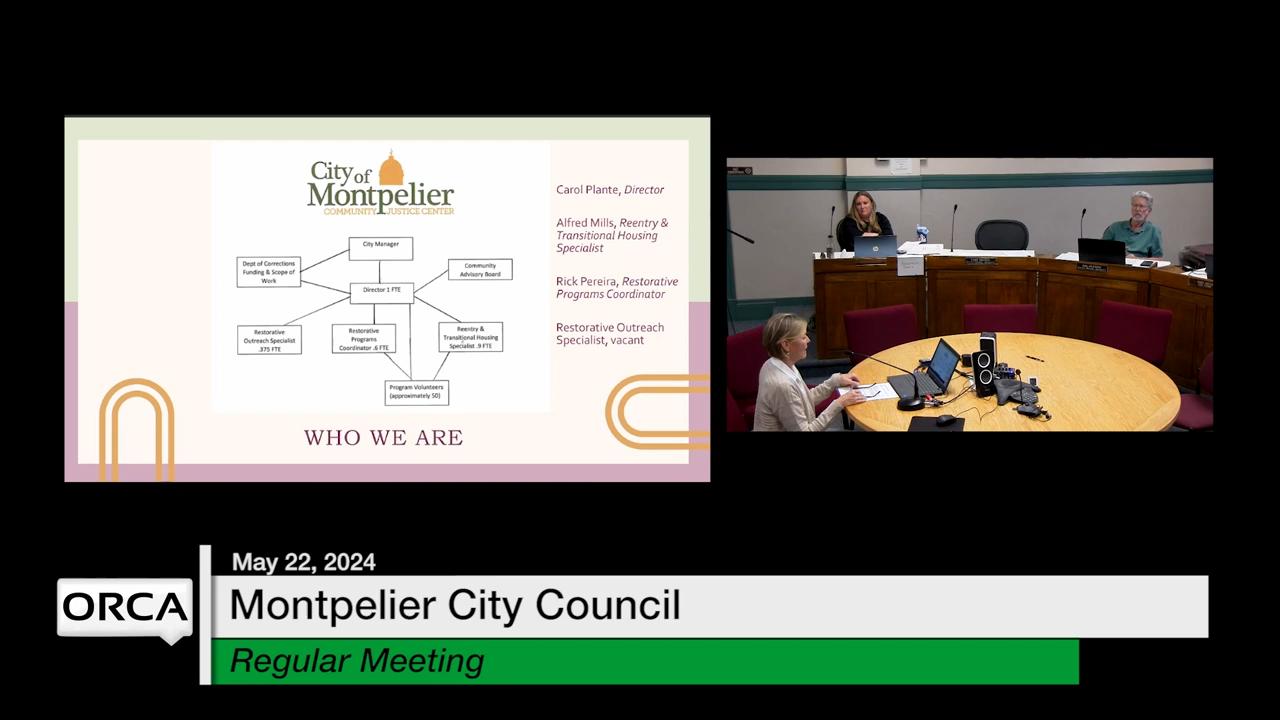 City of
Montpelier
COMMUNITY JUSTICE CENTER
City Manager
Dept of Corrections
Funding & Scope of
Work
Community
Advisory Board
Director 1 FTE
Restorative
Outreach Specialist
.375 FTE
Restorative
Programs
Coordinator .6 FTE
Reentry &
Transitional Housing
Specialist .9 FTE
Program Volunteers
(approximately 50)
WHO WE ARE
Carol Plante, Director
Alfred Mills, Reentry &
Transitional Housing
Specialist
Rick Pereira, Restorative
Programs Coordinator
Restorative Outreach
Specialist, vacant
ORCA
May 22, 2024
Montpelier City Council
Regular Meeting